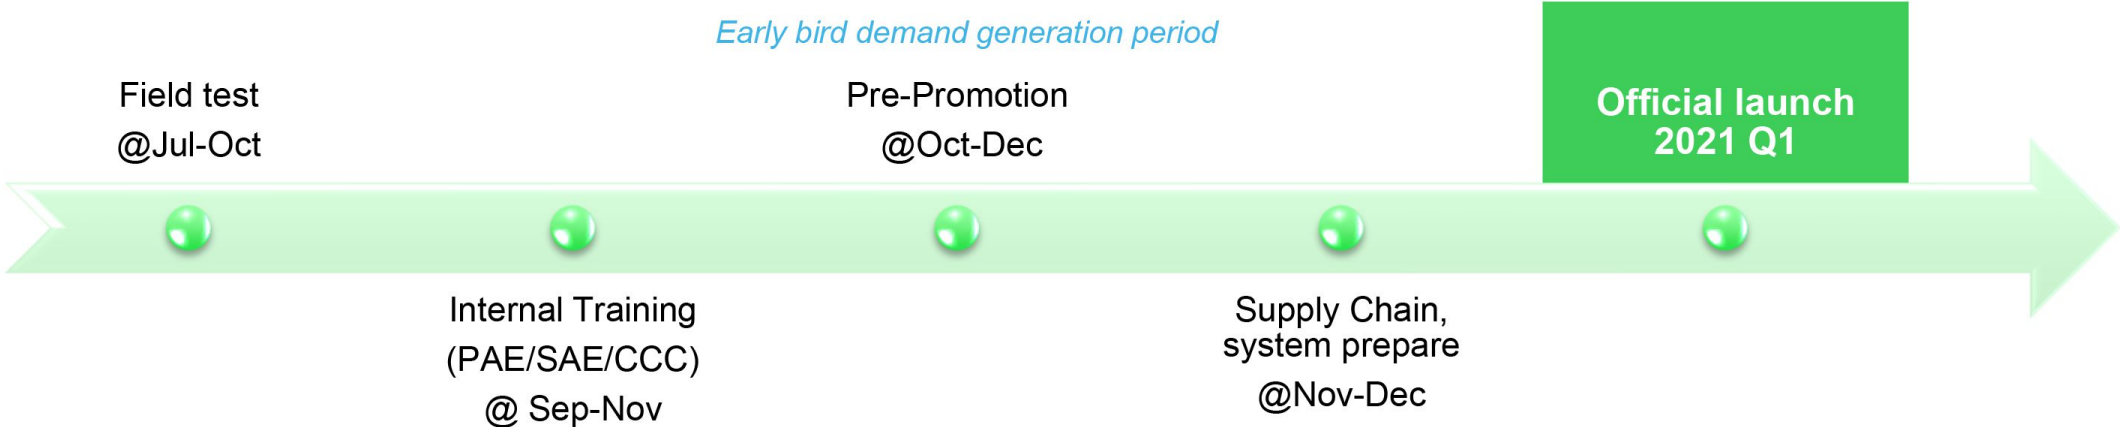 Early bird demand generation period
Field test
@Jul-Oct
Pre-Promotion
@Oct-Dec
Official launch
2021 Q1
Internal Training
(PAE/SAE/CCC)
@ Sep-Nov
Supply Chain,
system prepare
@Nov-Dec